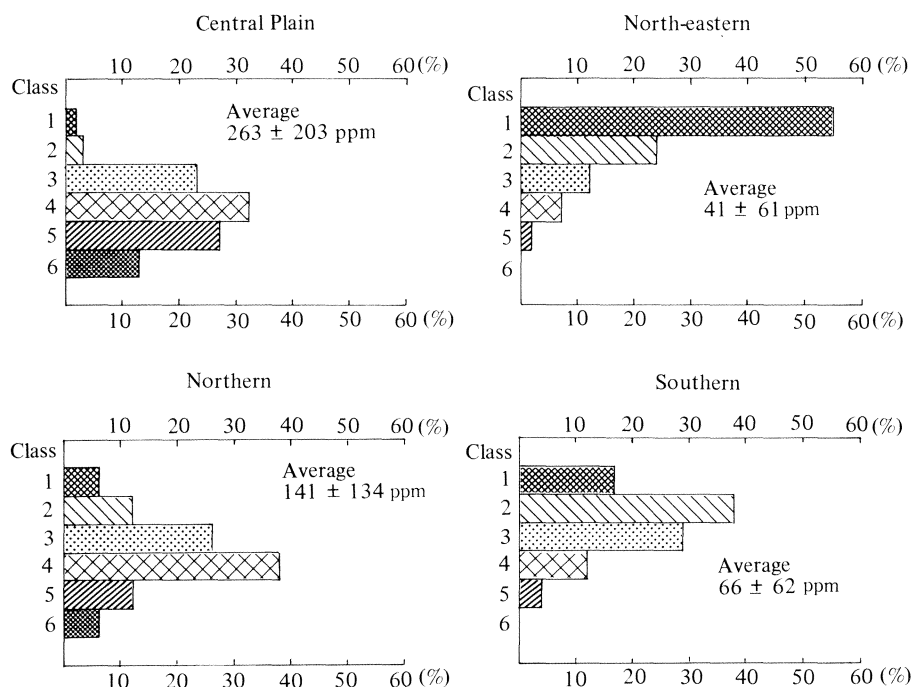 Central Plain
10 20 30 40 50 60 (%)
Class
1
2
3
4
5
6
Average
263 ± 203 ppm
10 20 30 40 50 60 (%)
North-eastern
10 20 30 40 50 60 (%)
Class
1
2
3
4
5
6
Average
41 ± 61 ppm
10 20 30 40 50 60 (%)
Northern
10 20 30 40 50 60 (%)
Class
1
2
3
4
5
6
Average
141 ± 134 ppm
10 20 30 40 50 60 (%)
Southern
10 20 30 40 50 60 (%)
Class
1
2
3
4
5
6
Average
66 ± 62 ppm
10 20 30 40 50 60 (%)